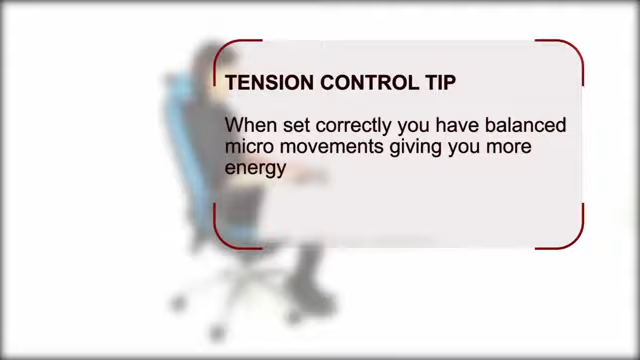 TENSION CONTROL TIP
When set correctly you have balanced
micro movements giving you more
energy